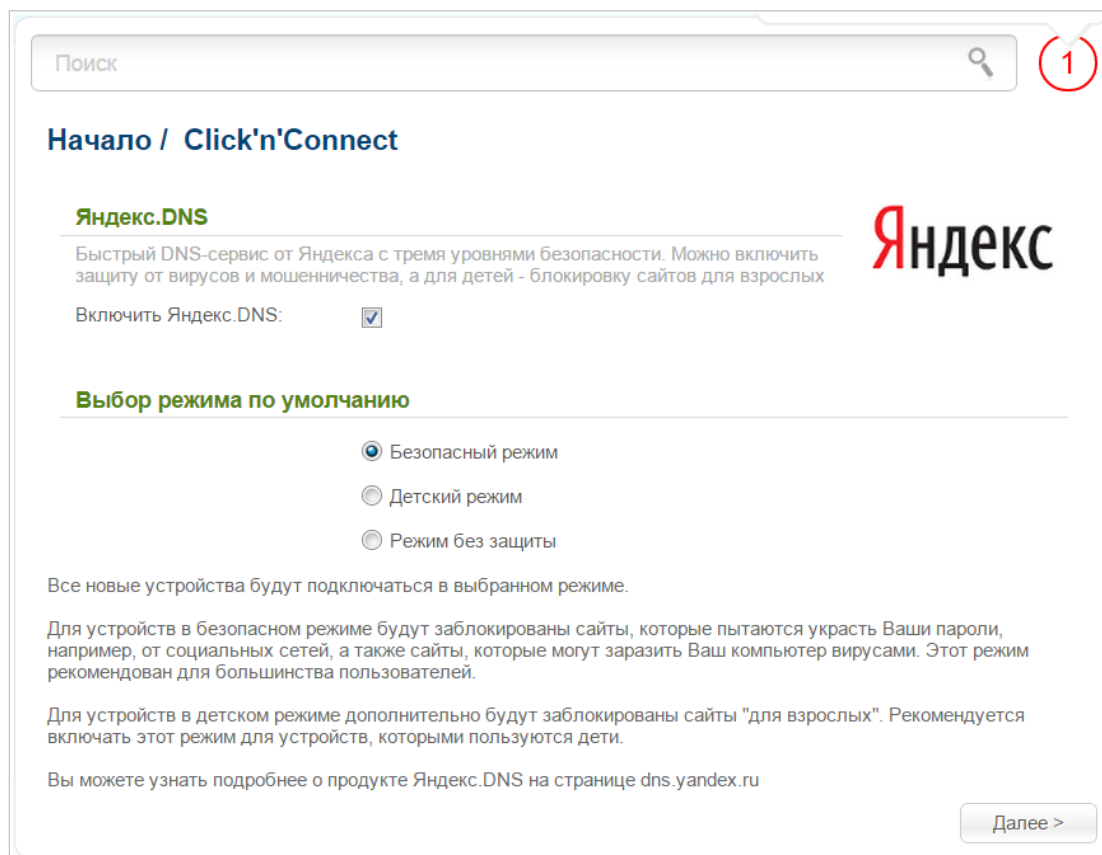 Поиск
1
Начало / Click'n'Connect
Яндекс.DNS
Яндекс
Быстрый DNS-сервис от Яндекса с тремя уровнями безопасности. Можно включить
защиту от вирусов и мошенничества, а для детей - блокировку сайтов для взрослых
Включить Яндекс.DNS:
Выбор режима по умолчанию
Безопасный режим
Детский режим
Режим без защиты
Все новые устройства будут подключаться в выбранном режиме.
Для устройств в безопасном режиме будут заблокированы сайты, которые пытаются украсть Ваши пароли,
например, от социальных сетей, а также сайты, которые могут заразить Ваш компьютер вирусами. Этот режим
рекомендован для большинства пользователей.
Для устройств в детском режиме дополнительно будут заблокированы сайты "для взрослых". Рекомендуется
включать этот режим для устройств, которыми пользуются дети.
Вы можете узнать подробнее о продукте Яндекс.DNS на странице dns.yandex.ru
Далее >